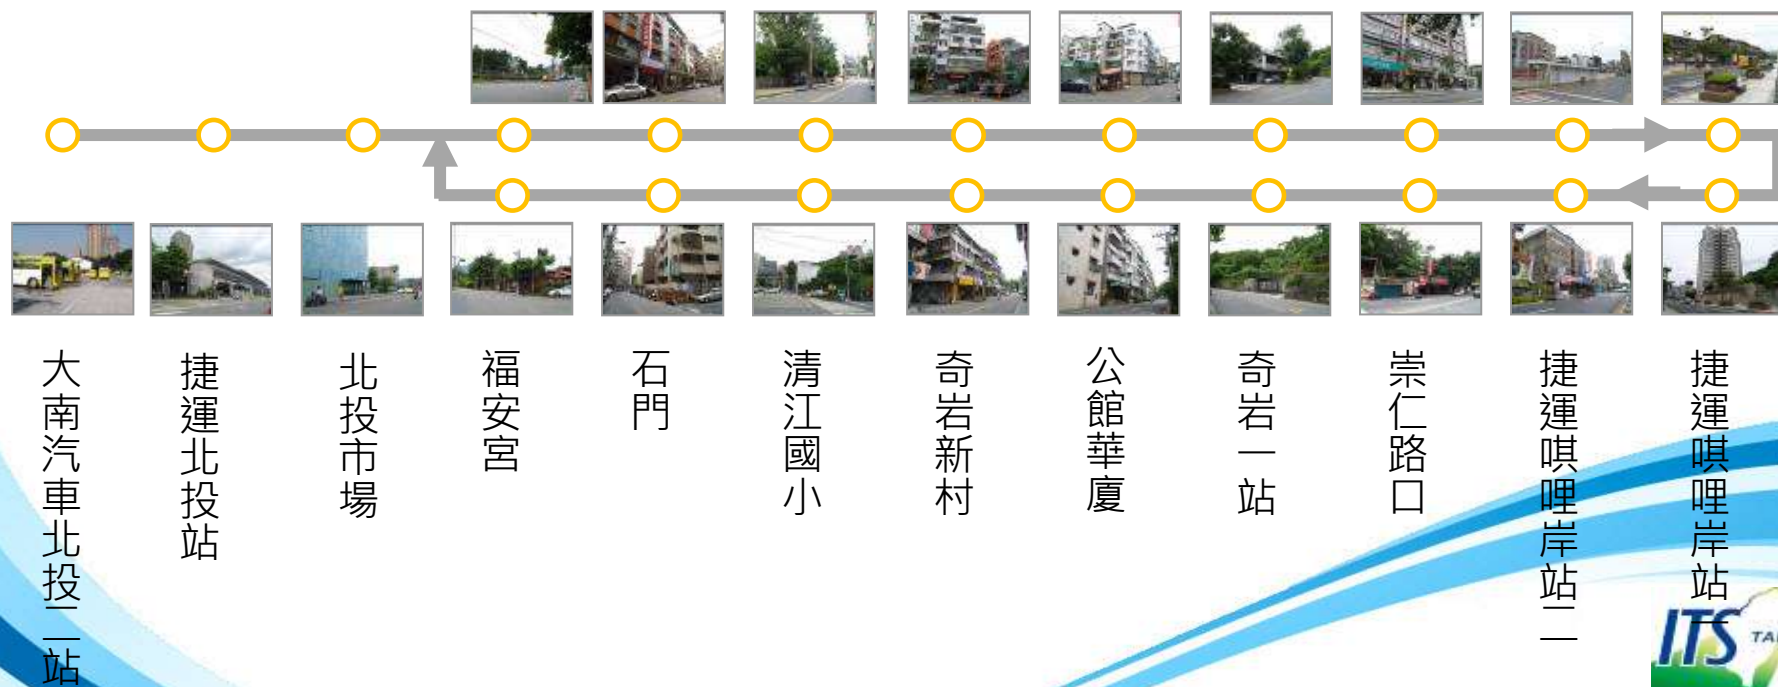 大南汽車北投二站
捷運北投站
北投市場
福安宮
石門
清江國小
奇岩新村
公館華廈
奇岩一站
崇仁路口
捷運唭哩岸站二
捷運唭哩岸站一
ITS